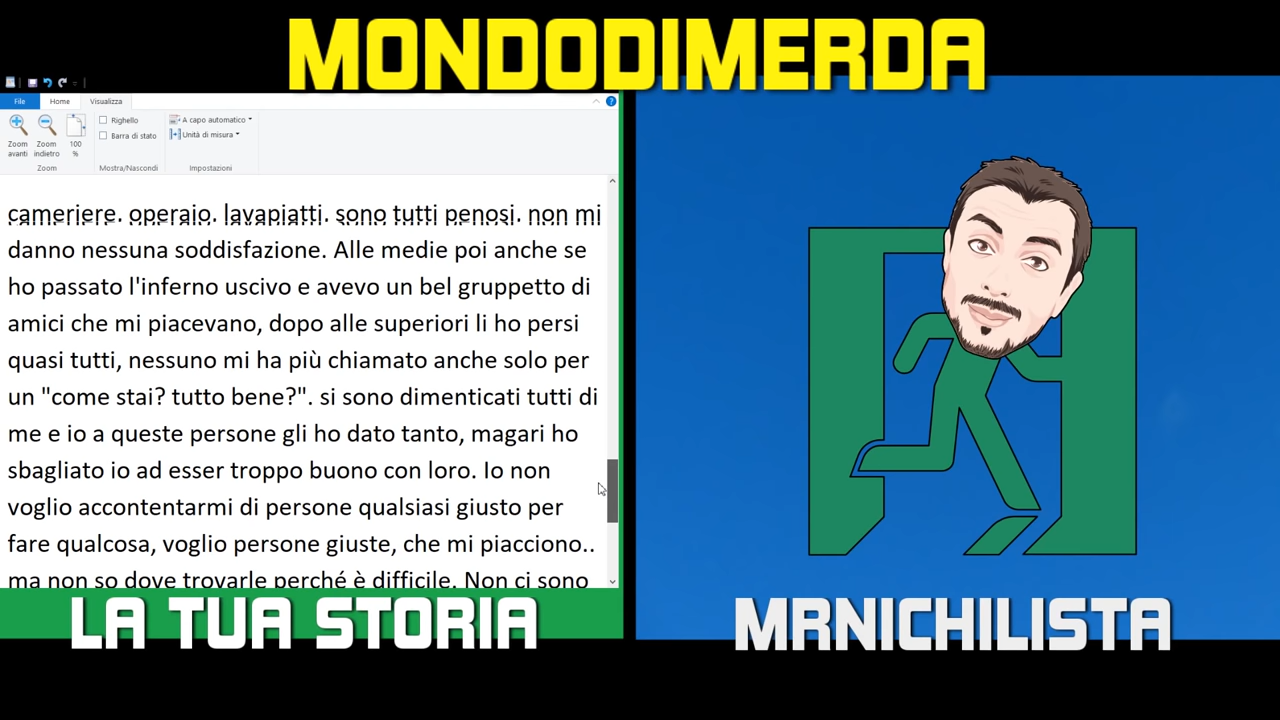 MONDODIMERDA
File Home Visualizza
Righello
Barra di stato
A capo automatico
Unità di misura
Zoom avanti
Zoom indietro
100 %
Zoom
Mostra/Nascondi
Impostazioni
cameriere. operaio. lavapiatti. sono tutti penosi. non mi
danno nessuna soddisfazione. Alle medie poi anche se
ho passato l'inferno uscivo e avevo un bel gruppetto di
amici che mi piacevano, dopo alle superiori li ho persi
quasi tutti, nessuno mi ha più chiamato anche solo per
un "come stai? tutto bene?". si sono dimenticati tutti di
me e io a queste persone gli ho dato tanto, magari ho
sbagliato io ad esser troppo buono con loro. Io non
voglio accontentarmi di persone qualsiasi giusto per
fare qualcosa, voglio persone giuste, che mi piacciono..
ma non so dove trovarle perché è difficile. Non ci sono
LA TUA STORIA
MRNICHILISTA